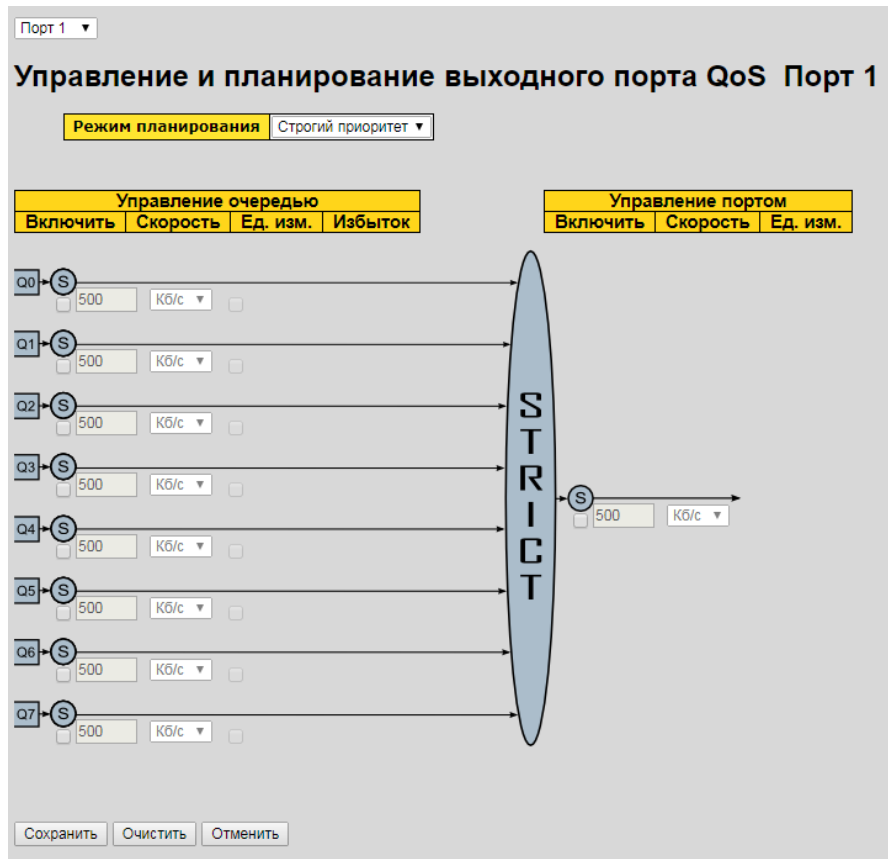 Порт 1
Управление и планирование выходного порта QoS Порт 1
Режим планирования Строгий приоритет
Управление очередью Управление портом
Включить Скорость Ед. изм. Избыток Включить Скорость Ед. изм.
Q0 S
500 Кб/с
Q1 S
500 Кб/с
Q2 S
500 Кб/с
Q3 S
500 Кб/с
Q4 S
500 Кб/с
Q5 S
500 Кб/с
Q6 S
500 Кб/с
Q7 S
500 Кб/с
STRICT
S
500 Кб/с
Сохранить Очистить Отменить